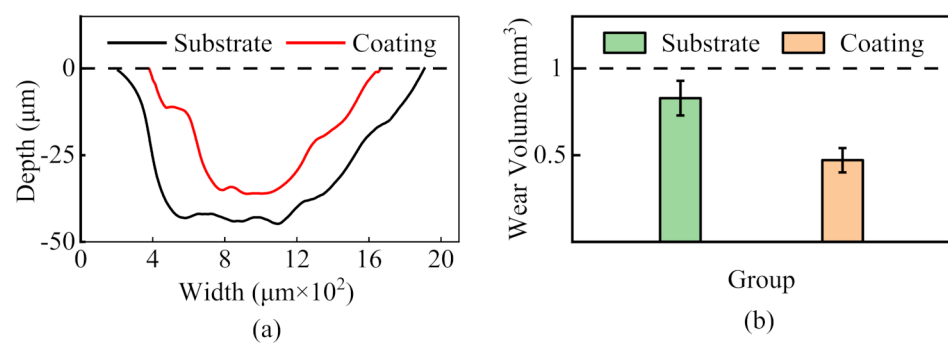 Substrate Coating
0
-25
-50
Depth (μm)
0 4 8 12 16 20
Width (μm×10²)
(a)
Substrate Coating
1
0.5
Wear Volume (mm³)
Group
(b)